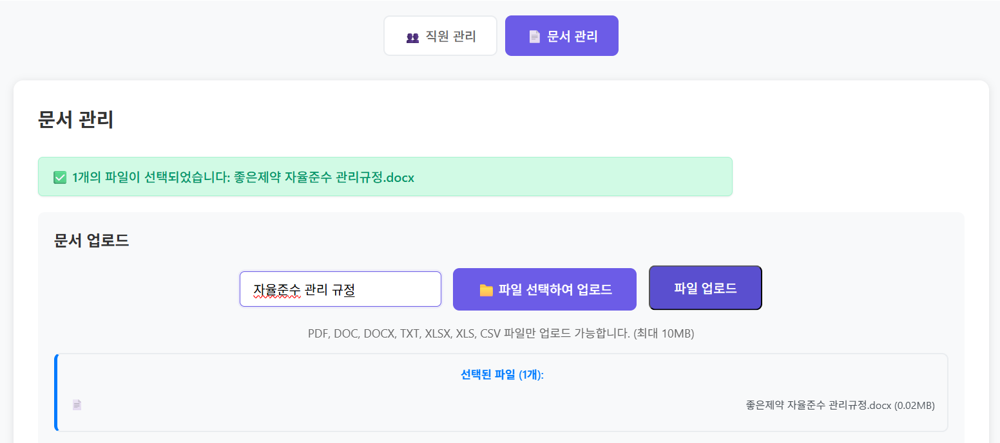 직원 관리
문서 관리
문서 관리
1개의 파일이 선택되었습니다: 좋은제약 자율준수 관리규정.docx
문서 업로드
자율준수 관리 규정
파일 선택하여 업로드
파일 업로드
PDF, DOC, DOCX, TXT, XLSX, XLS, CSV 파일만 업로드 가능합니다. (최대 10MB)
선택된 파일 (1개):
좋은제약 자율준수 관리규정.docx (0.02MB)